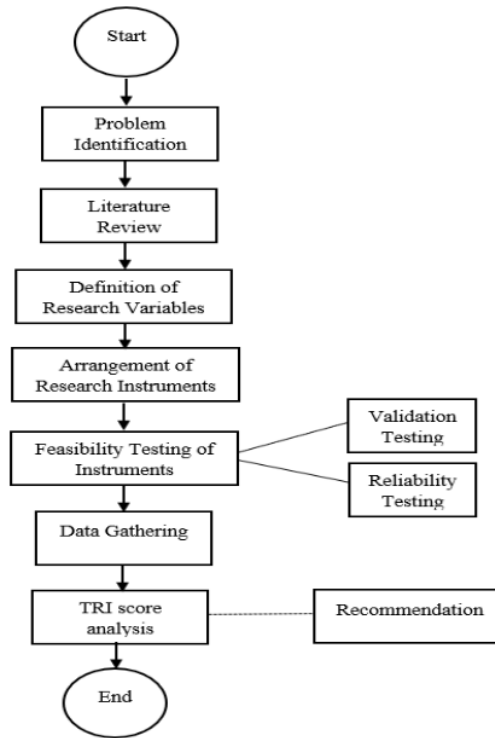 Start
Problem
Identification
Literature
Review
Definition of
Research Variables
Arrangement of
Research Instruments
Feasibility Testing of
Instruments
Validation
Testing
Reliability
Testing
Data Gathering
TRI score
analysis
Recommendation
End